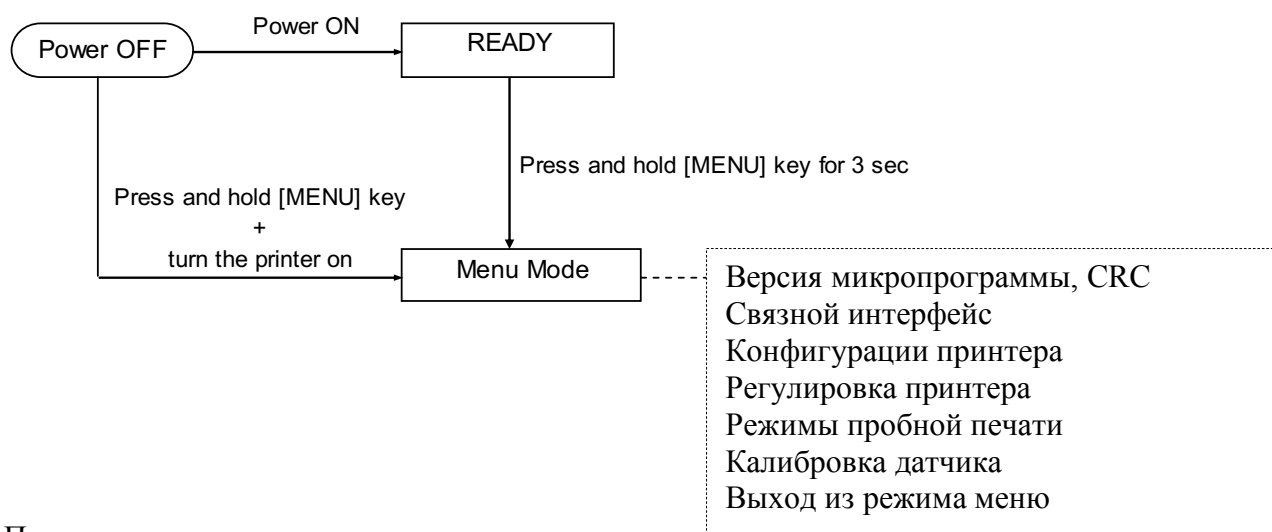 Power ON
Power OFF
READY
Press and hold [MENU] key for 3 sec
Press and hold [MENU] key
+
turn the printer on
Menu Mode
Версия микропрограммы, CRC
Связной интерфейс
Конфигурации принтера
Регулировка принтера
Режимы пробной печати
Калибровка датчика
Выход из режима меню